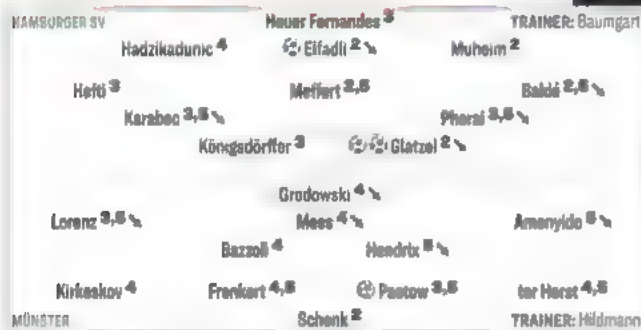 HAMBURGER SV Heuer Fernandes 3 TRAINER: Baumgart
Hadzikadunic 4 Elfadli 2 Muheim 2
Hefti 3 Meffert 2,5 Baldé 2,5
Karabec 3,5 Pherai 3,5
Königsdörffer 3 Glatzel 2
Grodowski 4
Lorenz 3,5 Mees 4 Amenyido 5
Bazzoli 4 Hendrix 5
Kirkeskov 4 Frenkert 4,5 Paetow 3,5 ter Horst 4,5
MÜNSTER Schenk 2 TRAINER: Hildmann